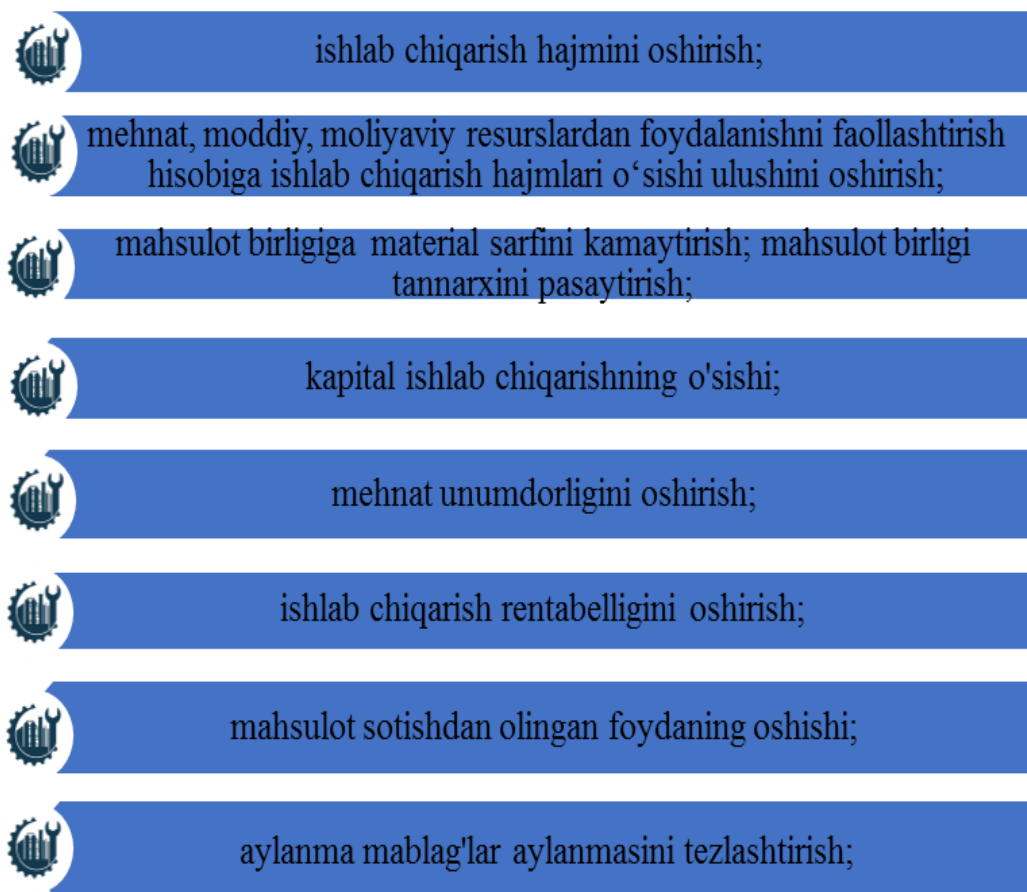 ishlab chiqarish hajmini oshirish;
mehnat, moddiy, moliyaviy resurslardan foydalanishni faollashtirish
hisobiga ishlab chiqarish hajmlari o‘sishi ulushini oshirish;
mahsulot birligiga material sarfini kamaytirish; mahsulot birligi
tannarxini pasaytirish;
kapital ishlab chiqarishning o'sishi;
mehnat unumdorligini oshirish;
ishlab chiqarish rentabelligini oshirish;
mahsulot sotishdan olingan foydaning oshishi;
aylanma mablag'lar aylanmasini tezlashtirish;